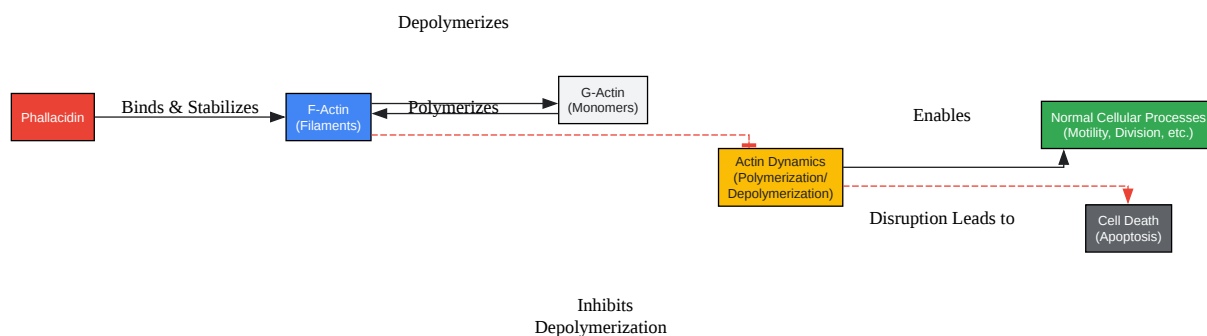 Depolymerizes
Phallacidin
Binds & Stabilizes
F-Actin
(Filaments)
Polymerizes
G-Actin
(Monomers)
Enables
Normal Cellular Processes
(Motility, Division, etc.)
Actin Dynamics
(Polymerization/
Depolymerization)
Disruption Leads to
Cell Death
(Apoptosis)
Inhibits
Depolymerization